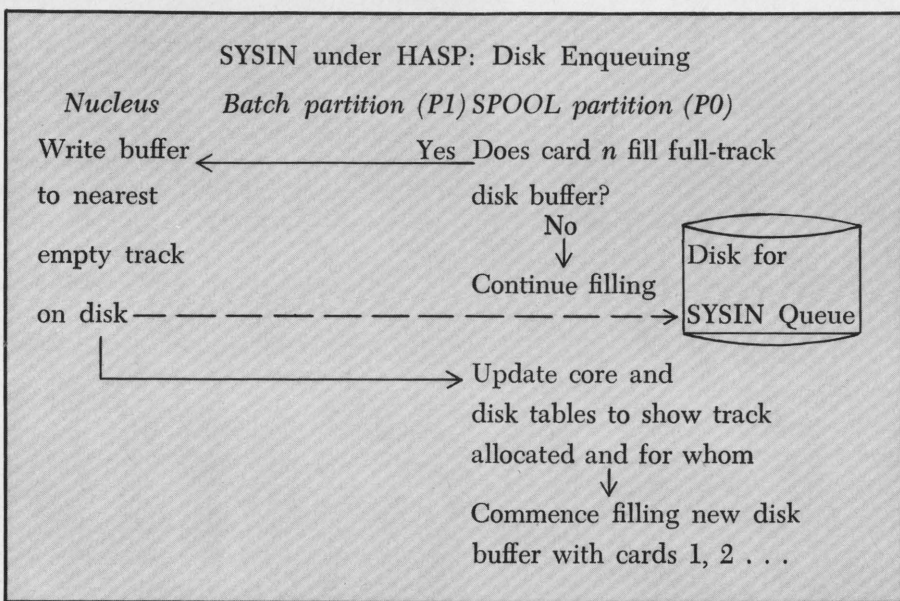 SYSIN under HASP: Disk Enqueuing
Nucleus Batch partition (P1) SPOOL partition (P0)
Write buffer Yes Does card n fill full-track
to nearest disk buffer?
No
empty track Disk for
Continue filling
on disk SYSIN Queue
Update core and
disk tables to show track
allocated and for whom
Commence filling new disk
buffer with cards 1, 2 . . .